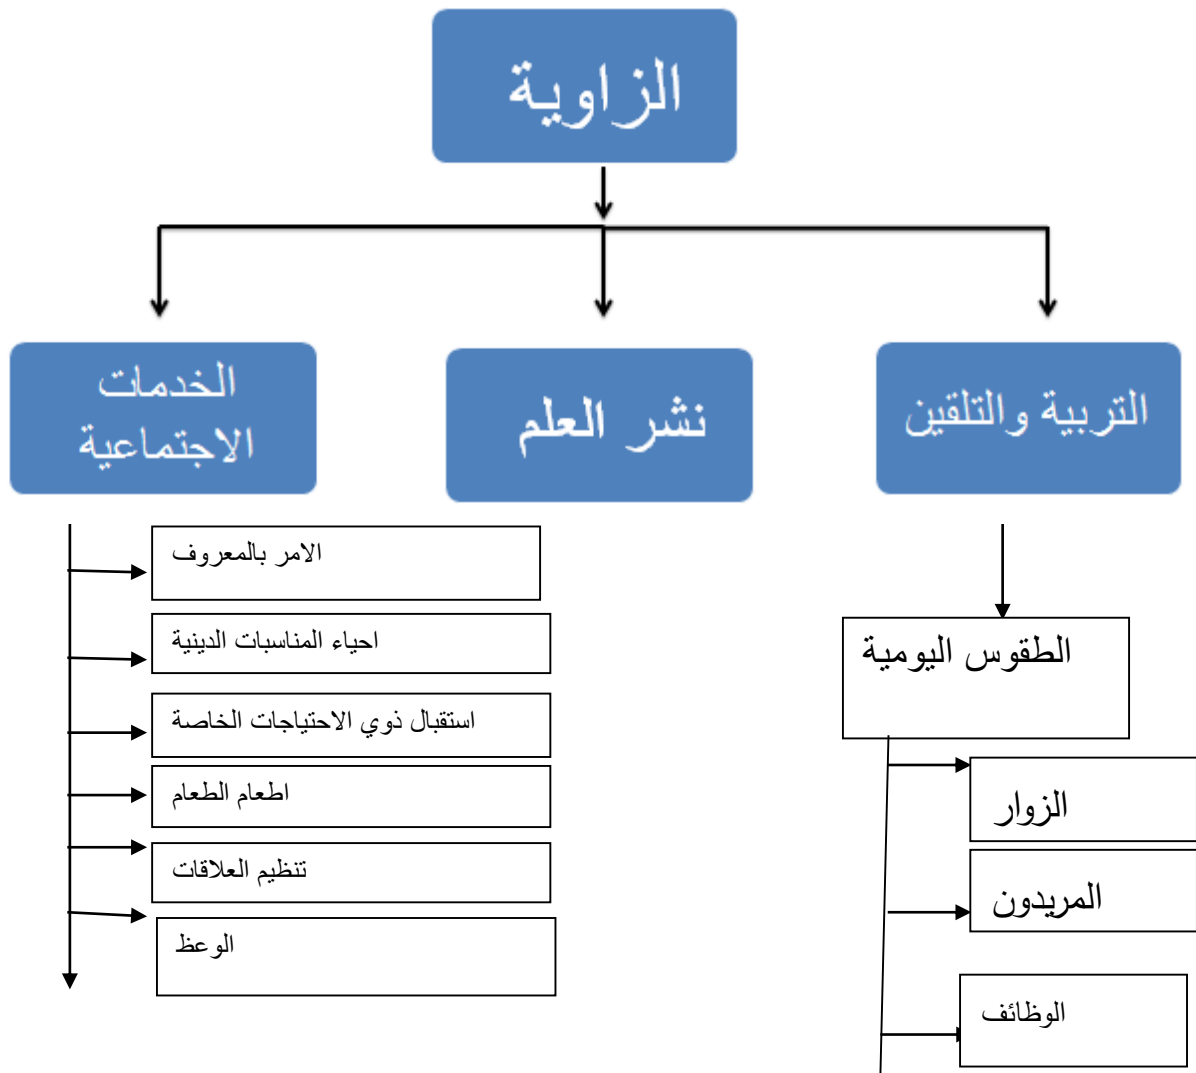 الزاوية
التربية والتلقين
نشر العلم
الخدمات
الاجتماعية
الطقوس اليومية
الزوار
المريدون
الوظائف
الامر بالمعروف
احياء المناسبات الدينية
استقبال ذوي الاحتياجات الخاصة
اطعام الطعام
تنظيم العلاقات
الوعظ